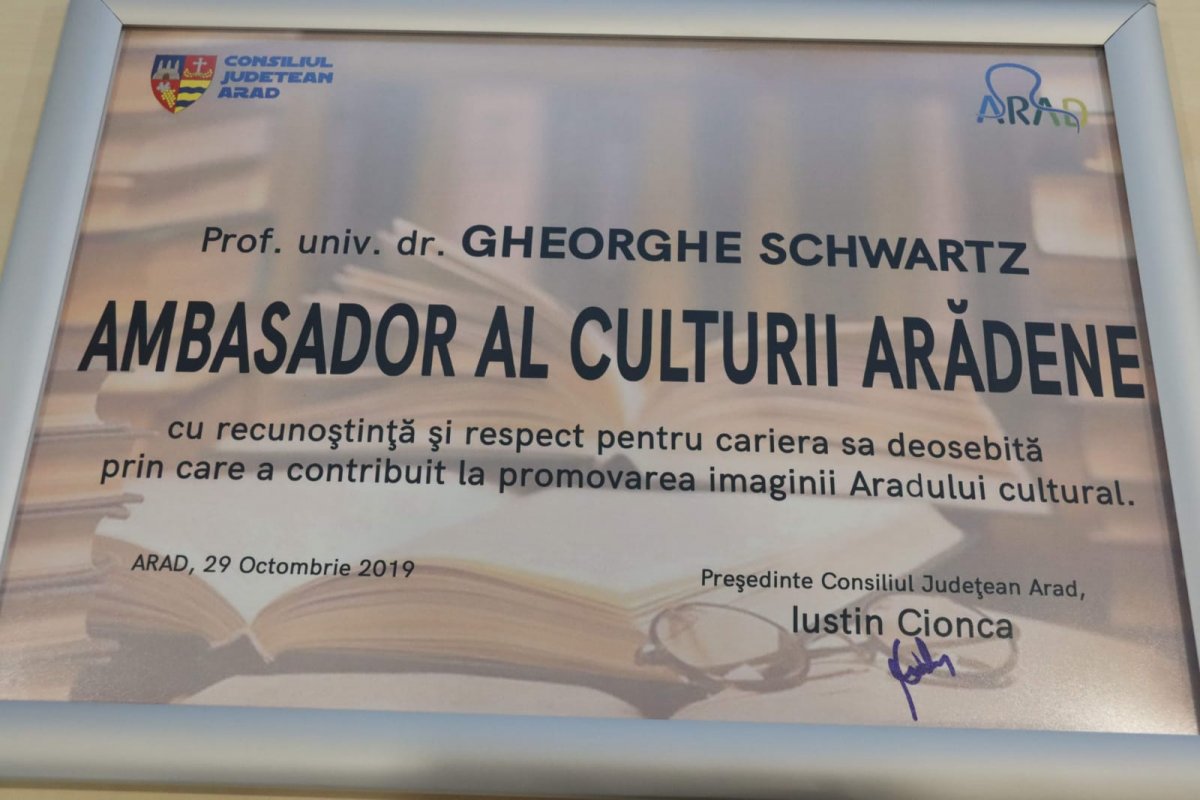 CONSILIUL
JUDEȚEAN
ARAD
ARAD
Prof. univ. dr. GHEORGHE SCHWARTZ
AMBASADOR AL CULTURII ARĂDENE
cu recunoştinţă şi respect pentru cariera sa deosebită
prin care a contribuit la promovarea imaginii Aradului cultural.
ARAD, 29 Octombrie 2019
Preşedinte Consiliul Judeţean Arad,
Iustin Cionca